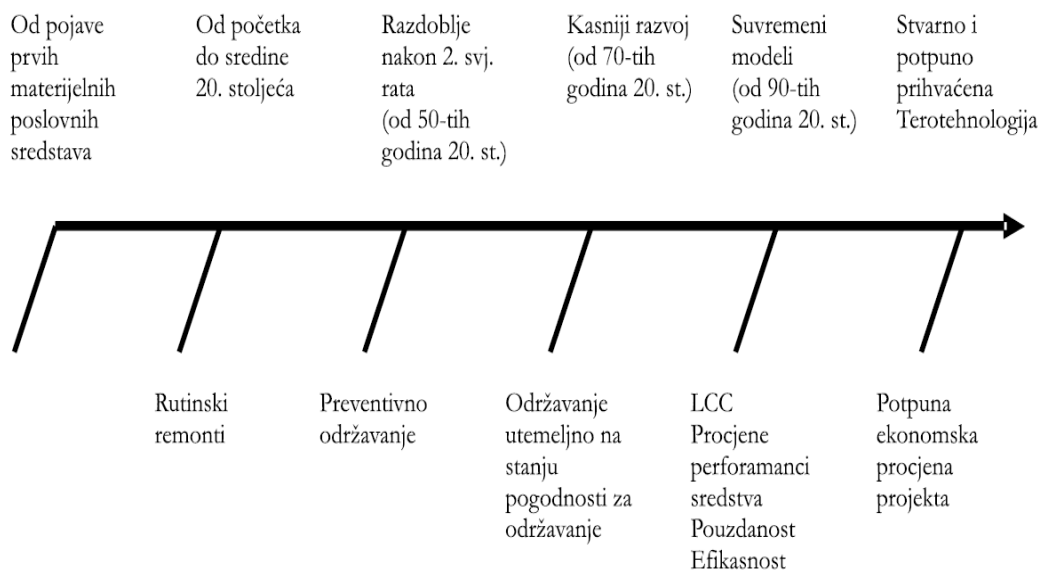 Od pojave
prvih
materijelnih
poslovnih
sredstava
Od početka
do sredine
20. stoljeća
Razdoblje
nakon 2. svj.
rata
(od 50-tih
godina 20. st.)
Kasniji razvoj
(od 70-tih
godina 20. st.)
Suvremeni
modeli
(od 90-tih
godina 20. st.)
Stvarno i
potpuno
prihvaćena
Terotehnologija
Rutinski
remonti
Preventivno
održavanje
Održavanje
utemeljno na
stanju
pogodnosti za
održavanje
LCC
Procjene
perforamanci
sredstva
Pouzdanost
Efikasnost
Potpuna
ekonomska
procjena
projekta